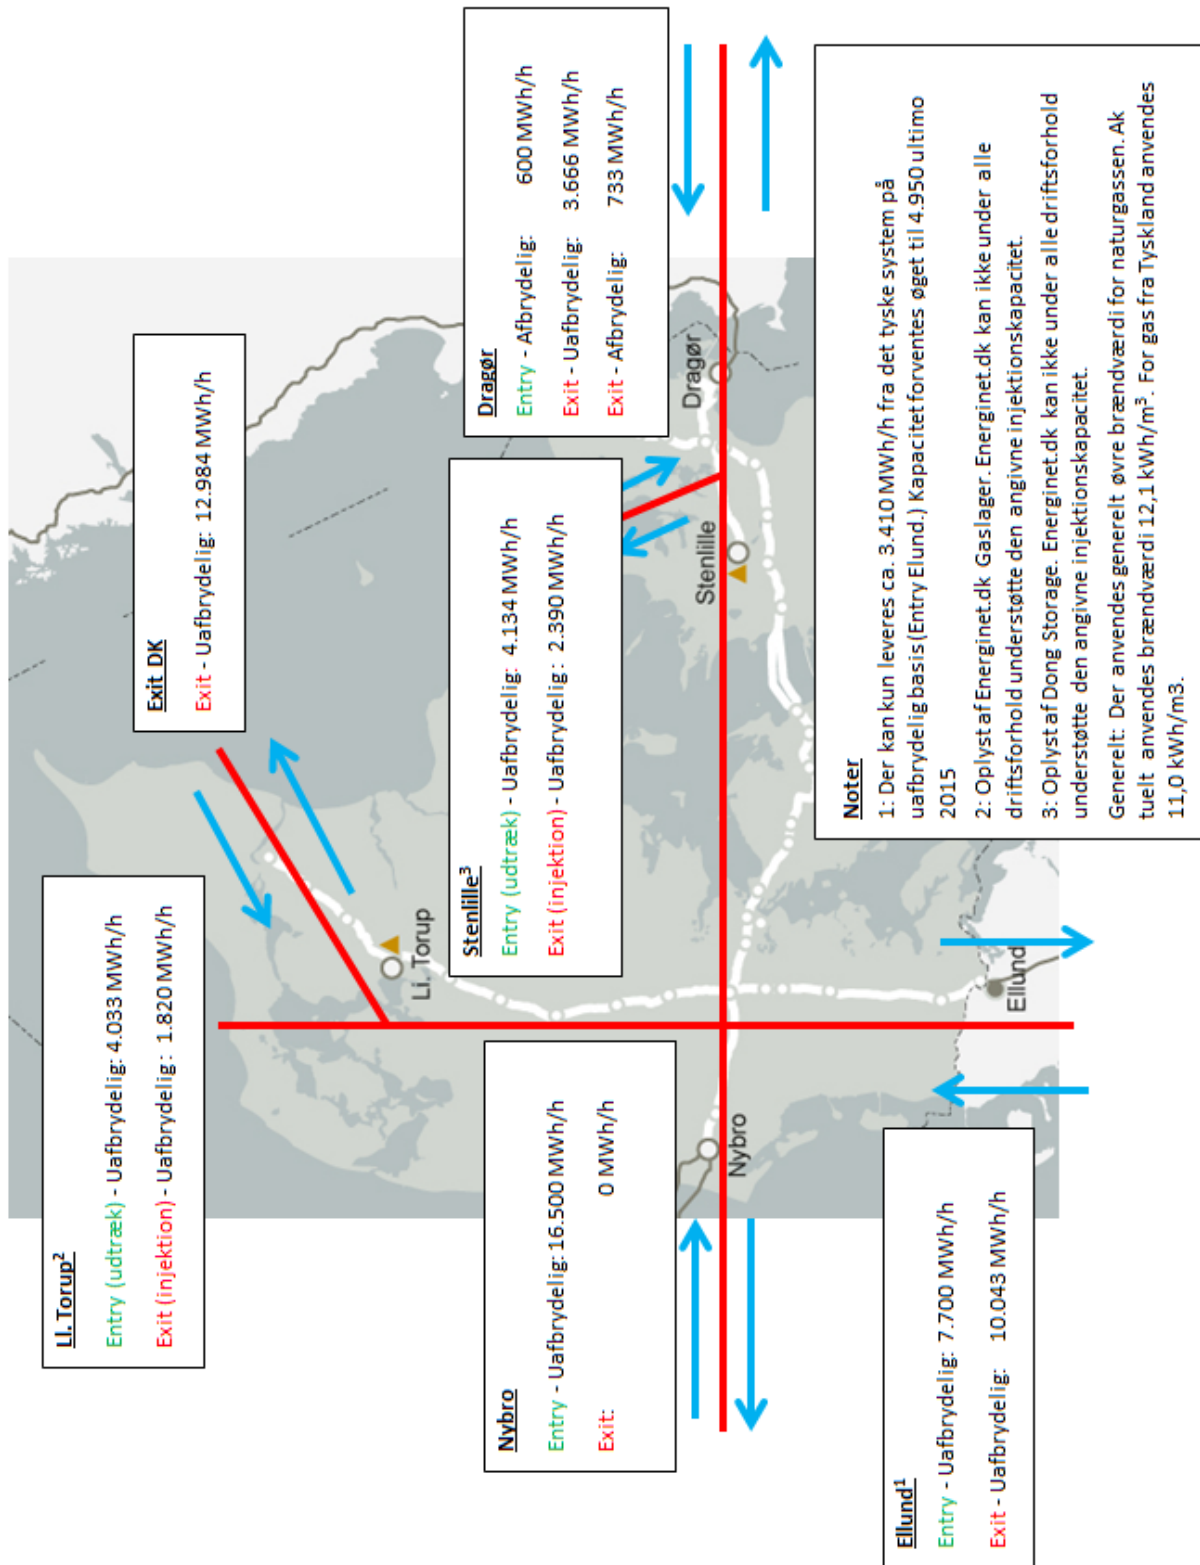 Ll. Torup²
Entry (udtræk) - Uafbrydelig: 4.033 MWh/h
Exit (injektion) - Uafbrydelig: 1.820 MWh/h
Exit DK
Exit - Uafbrydelig: 12.984 MWh/h
Nybro
Entry - Uafbrydelig: 16.500 MWh/h
Exit: 0 MWh/h
Stenlille³
Entry (udtræk) - Uafbrydelig: 4.134 MWh/h
Exit (injektion) - Uafbrydelig: 2.390 MWh/h
Dragør
Entry - Afbrydelig: 600 MWh/h
Exit - Uafbrydelig: 3.666 MWh/h
Exit - Afbrydelig: 733 MWh/h
Ellund¹
Entry - Uafbrydelig: 7.700 MWh/h
Exit - Uafbrydelig: 10.043 MWh/h
Li. Torup
Nybro
Stenlille
Dragør
Ellund
Noter
1: Der kan kun leveres ca. 3.410 MWh/h fra det tyske system på
uafbrydelig basis (Entry Elund.) Kapacitet forventes øget til 4.950 ultimo
2015
2: Oplyst af Energinet.dk Gaslager. Energinet.dk kan ikke under alle
driftsforhold understøtte den angivne injektionskapacitet.
3: Oplyst af Dong Storage. Energinet.dk kan ikke under alle driftsforhold
understøtte den angivne injektionskapacitet.
Generelt: Der anvendes generelt øvre brændværdi for naturgassen. Ak
tuelt anvendes brændværdi 12,1 kWh/m³. For gas fra Tyskland anvendes
11,0 kWh/m3.